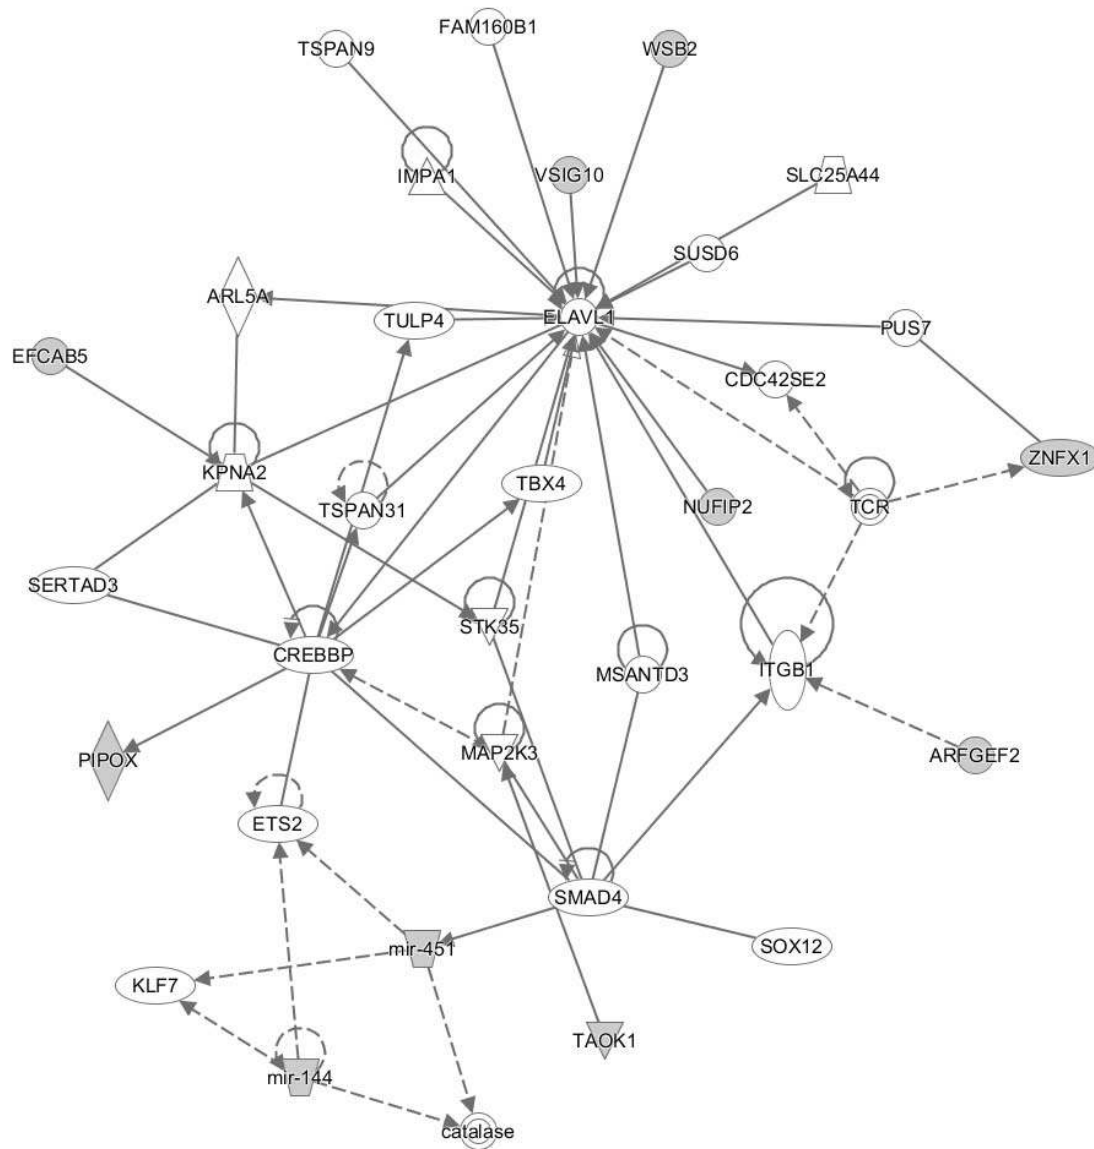 FAM160B1
TSPAN9
WSB2
IMPA1
VSIG10
SLC25A44
SUSD6
ARL5A
TULP4
ELAVL1
PUS7
EFCAB5
CDC42SE2
KPNA2
TBX4
ZNFX1
TSPAN31
NUFIP2
TCR
SERTAD3
STK35
CREBBP
MSANTD3
ITGB1
PIPOX
MAP2K3
ARFGEF2
ETS2
SMAD4
mir-451
SOX12
KLF7
TAOK1
mir-144
catalase